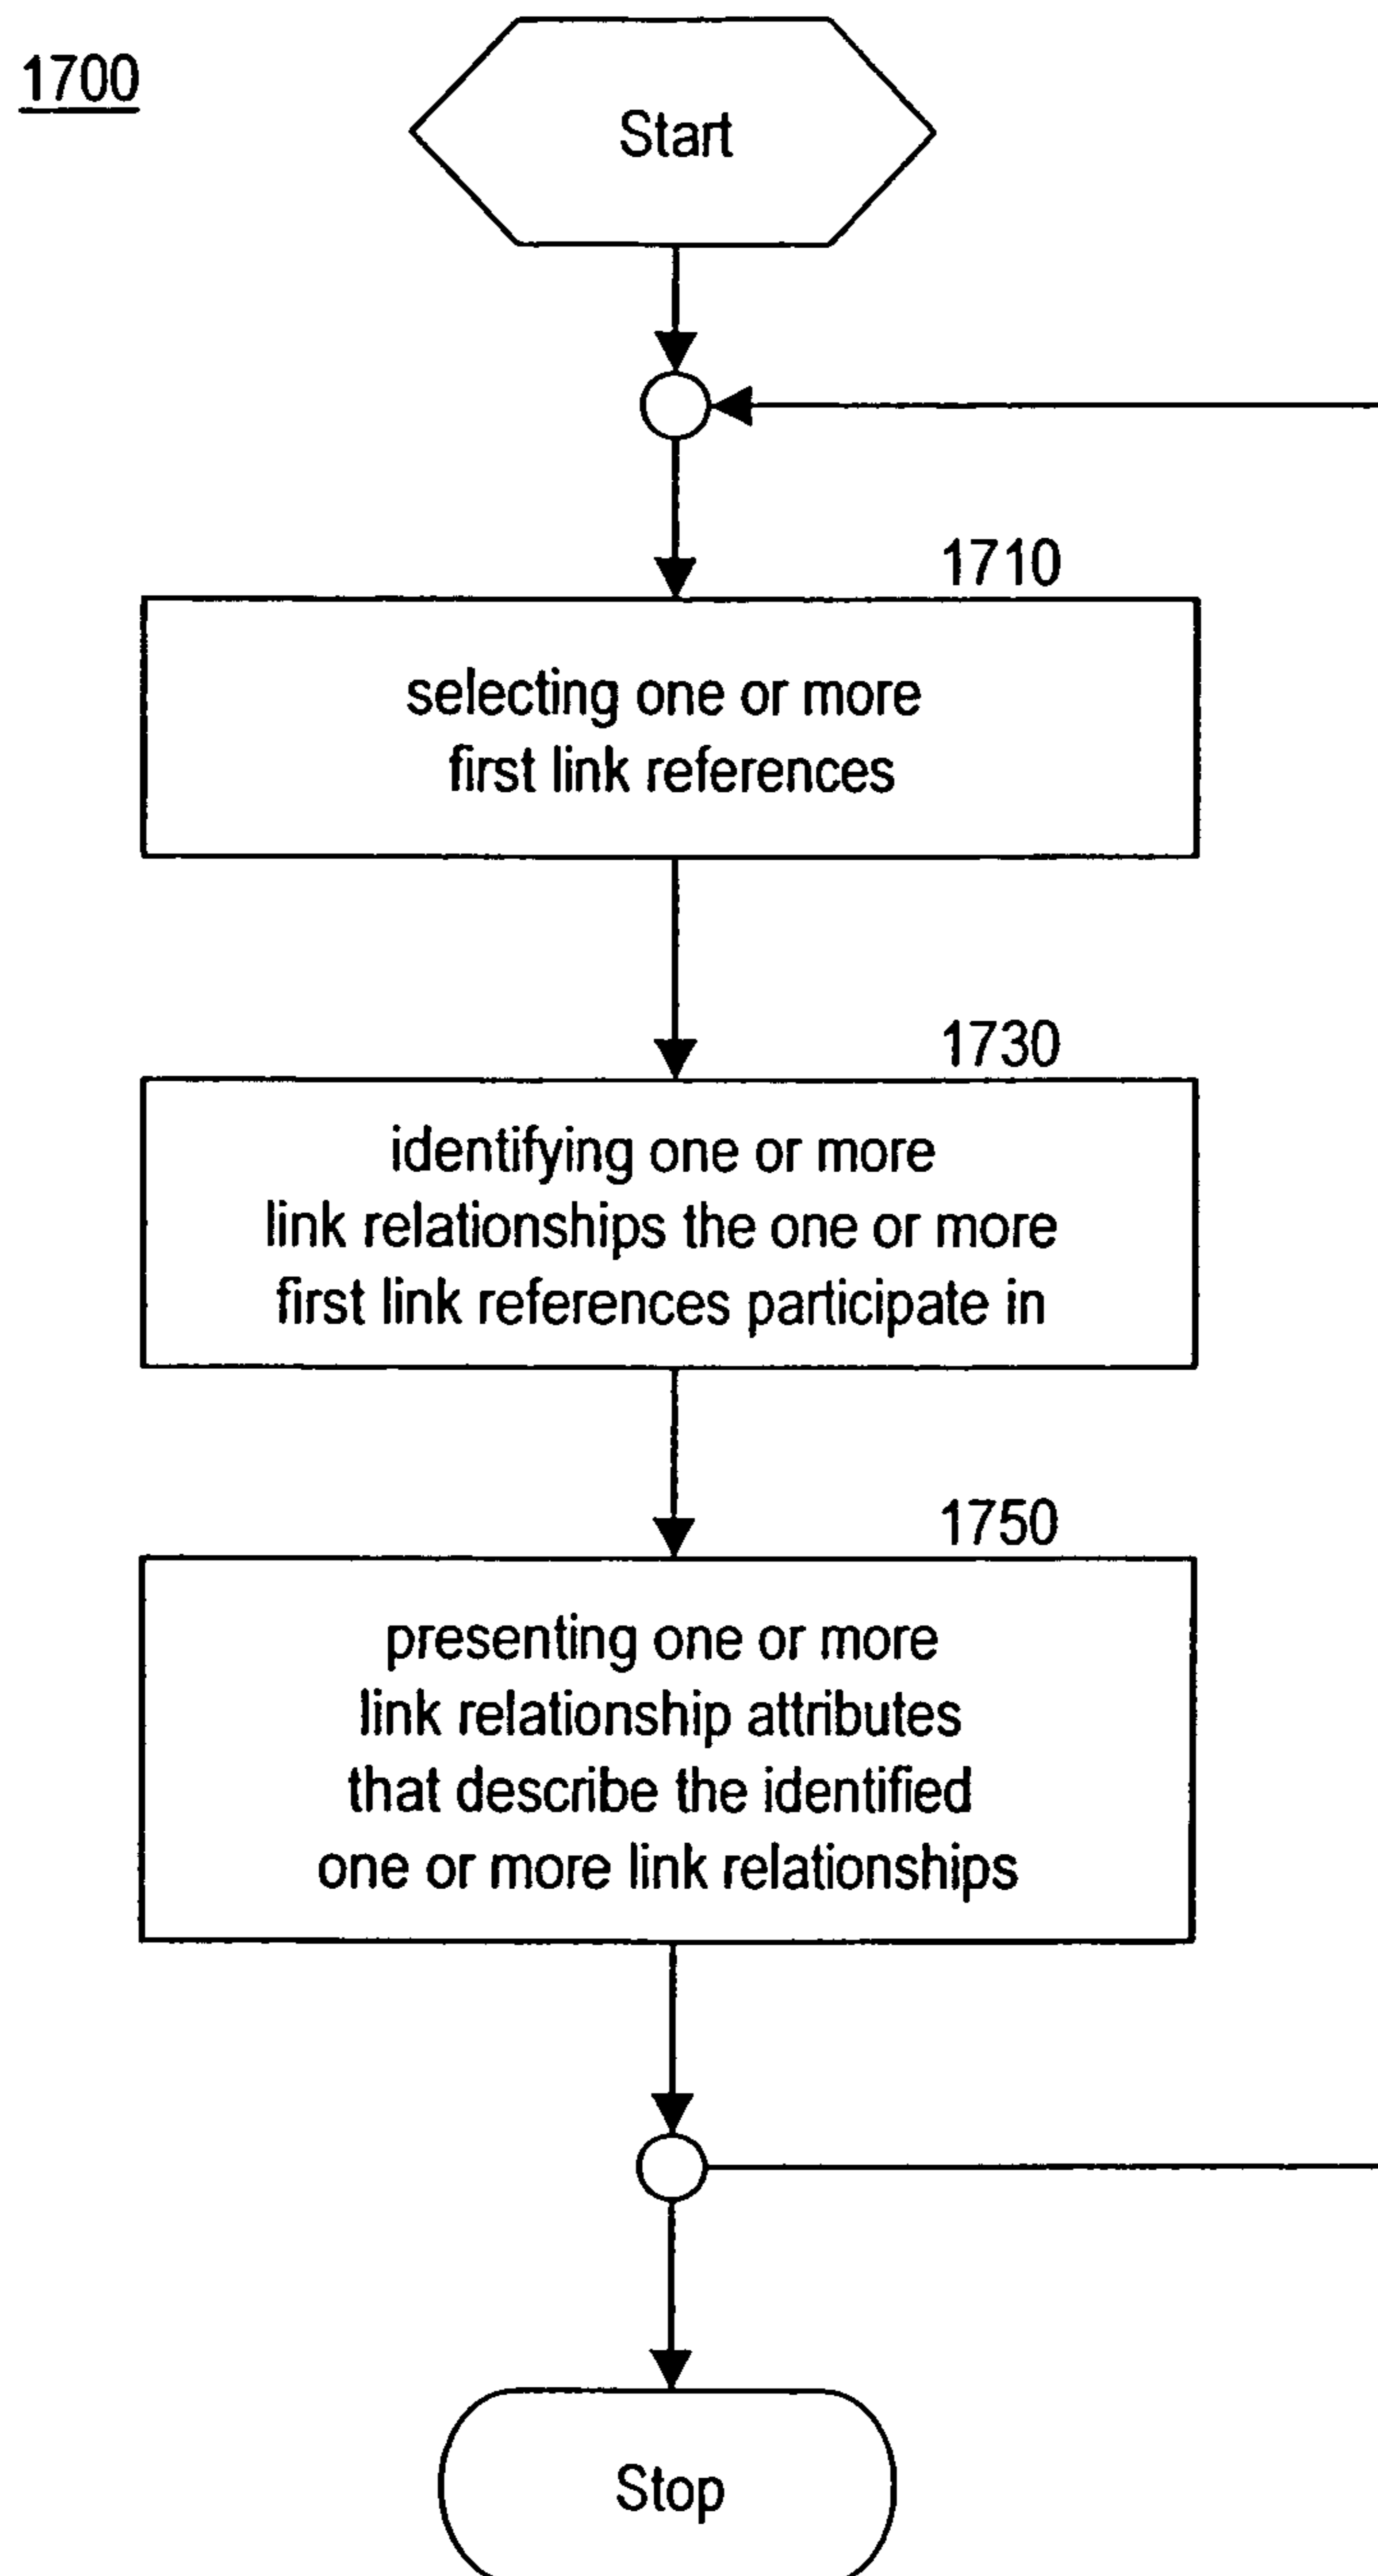 1700
Start
1710
selecting one or more
first link references
1730
identifying one or more
link relationships the one or more
first link references participate in
1750
presenting one or more
link relationship attributes
that describe the identified
one or more link relationships
Stop